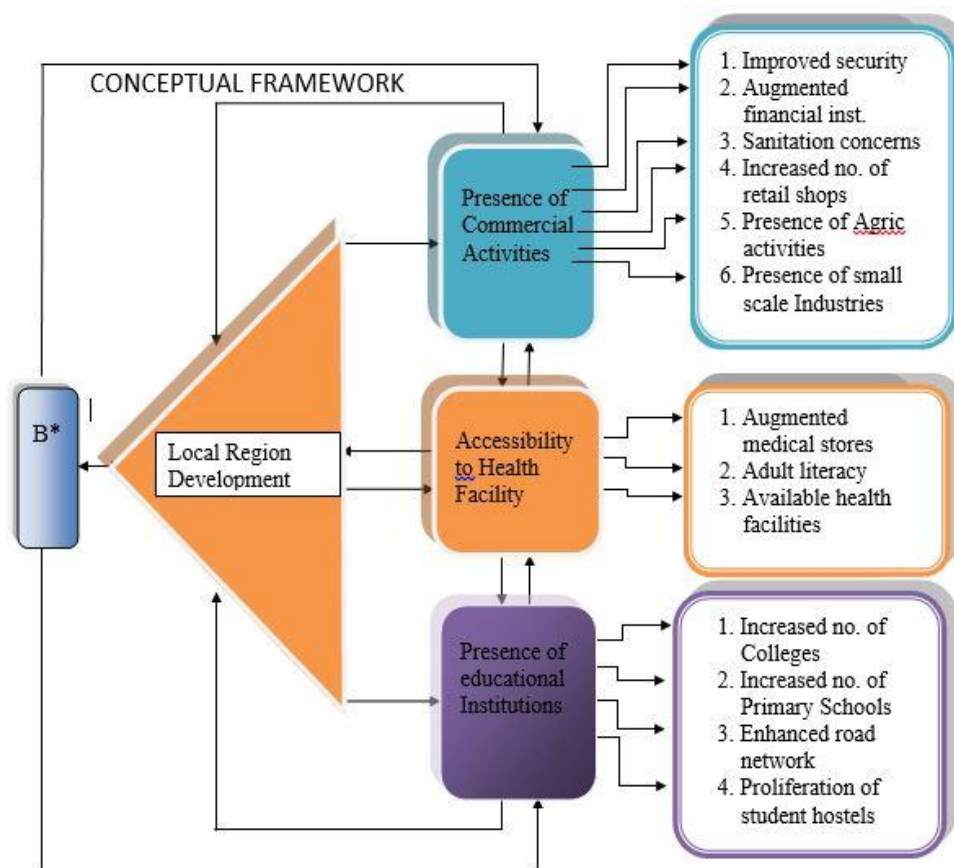 CONCEPTUAL FRAMEWORK
B*
Local Region
Development
Presence of
Commercial
Activities
1. Improved security
2. Augmented
financial inst.
3. Sanitation concerns
4. Increased no. of
retail shops
5. Presence of Agric
activities
6. Presence of small
scale Industries
Accessibility
to Health
Facility
1. Augmented
medical stores
2. Adult literacy
3. Available health
facilities
Presence of
educational
Institutions
1. Increased no. of
Colleges
2. Increased no. of
Primary Schools
3. Enhanced road
network
4. Proliferation of
student hostels